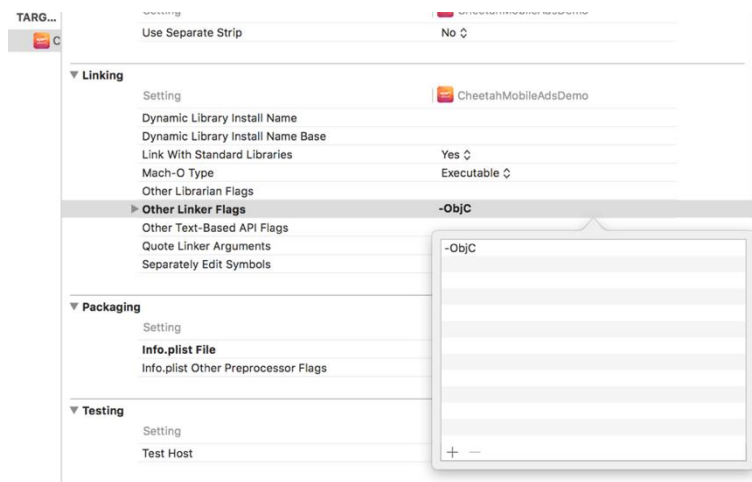 TARG...
Setting CheetahMobileAdsDemo
C
Use Separate Strip No
Linking
Setting CheetahMobileAdsDemo
Dynamic Library Install Name
Dynamic Library Install Name Base
Link With Standard Libraries Yes
Mach-O Type Executable
Other Librarian Flags
Other Linker Flags -ObjC
Other Text-Based API Flags
Quote Linker Arguments -ObjC
Separately Edit Symbols
Packaging
Setting
Info.plist File
Info.plist Other Preprocessor Flags
Testing
Setting
Test Host